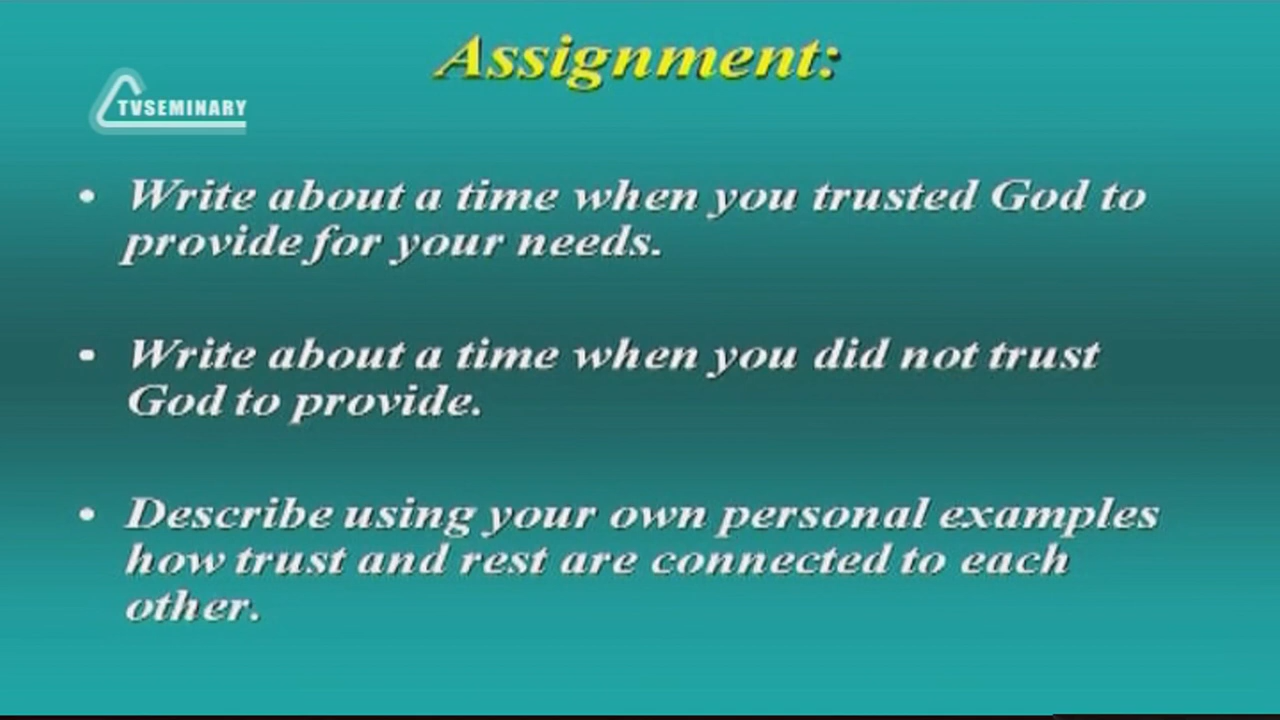 Assignment:
TVSEMINARY
• Write about a time when you trusted God to
provide for your needs.
• Write about a time when you did not trust
God to provide.
• Describe using your own personal examples
how trust and rest are connected to each
other.